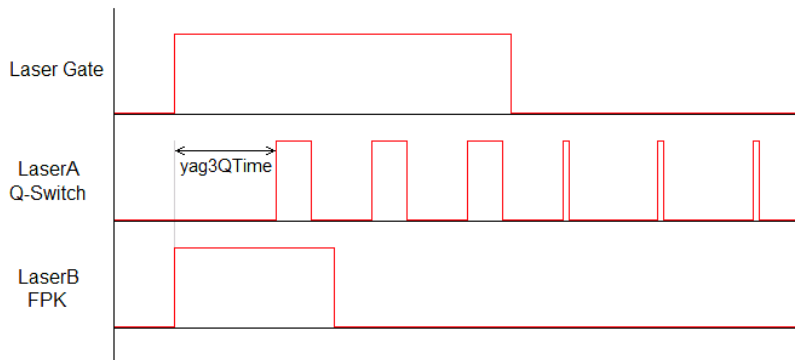 Laser Gate
yag3QTime
LaserA
Q-Switch
LaserB
FPK